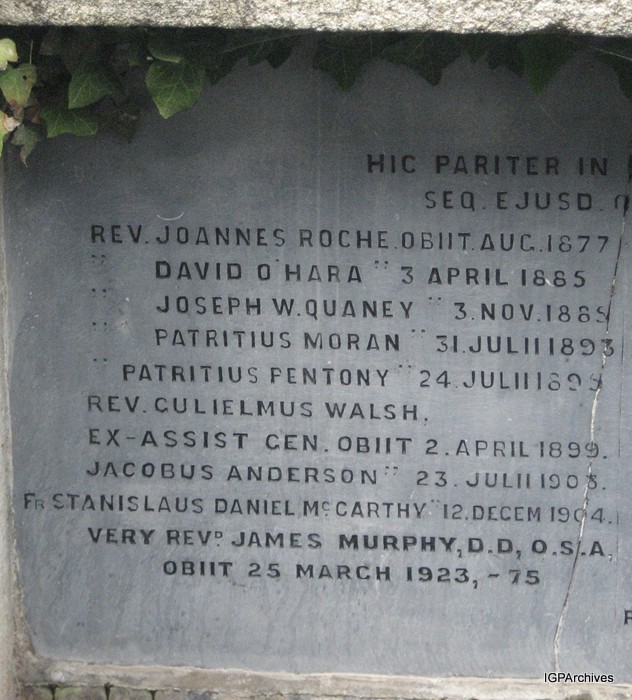 HIC PARITER IN
SEQ. EJUSD.
REV. JOANNES ROCHE. OBIIT. AUG. 1877
" DAVID O'HARA " 3 APRIL 1885
" JOSEPH W. QUANEY " 3. NOV. 1889
" PATRITIUS MORAN " 31. JULII 1893
" PATRITIUS PENTONY " 24. JULII 1899
REV. GULIELMUS WALSH,
EX-ASSIST GEN. OBIIT 2. APRIL 1899.
JACOBUS ANDERSON " 23. JULII 1903.
FR STANISLAUS DANIEL McCARTHY " 12. DECEM 1904.
VERY REVD. JAMES MURPHY, D.D, O.S.A,
OBIIT 25 MARCH 1923, - 75
IGPArchives